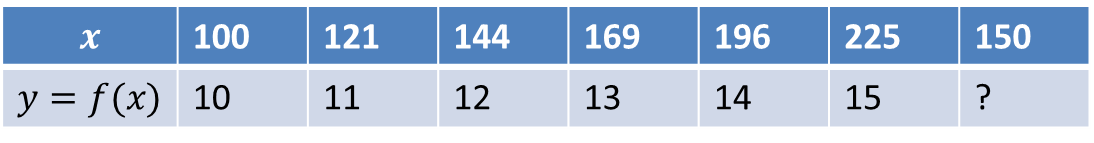 x 100 121 144 169 196 225 150
y = f(x) 10 11 12 13 14 15 ?